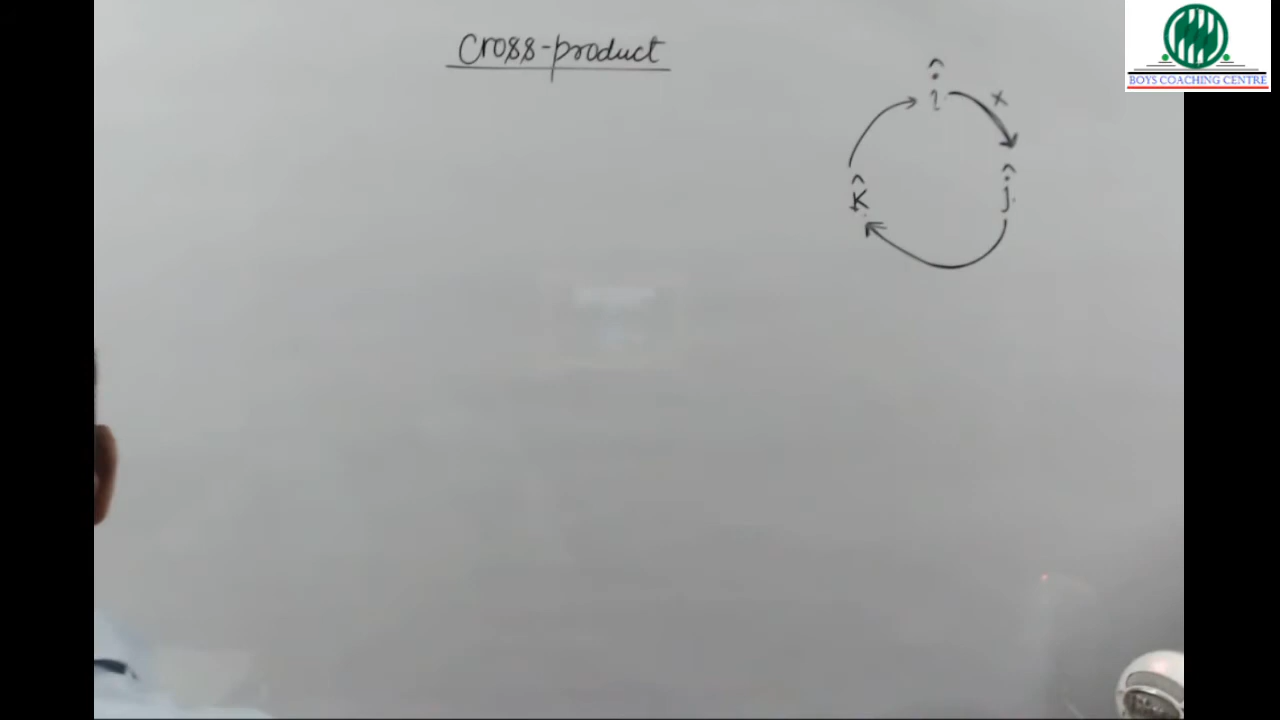 Cross-product
î
×
ĵ
k̂
BOYS COACHING CENTRE